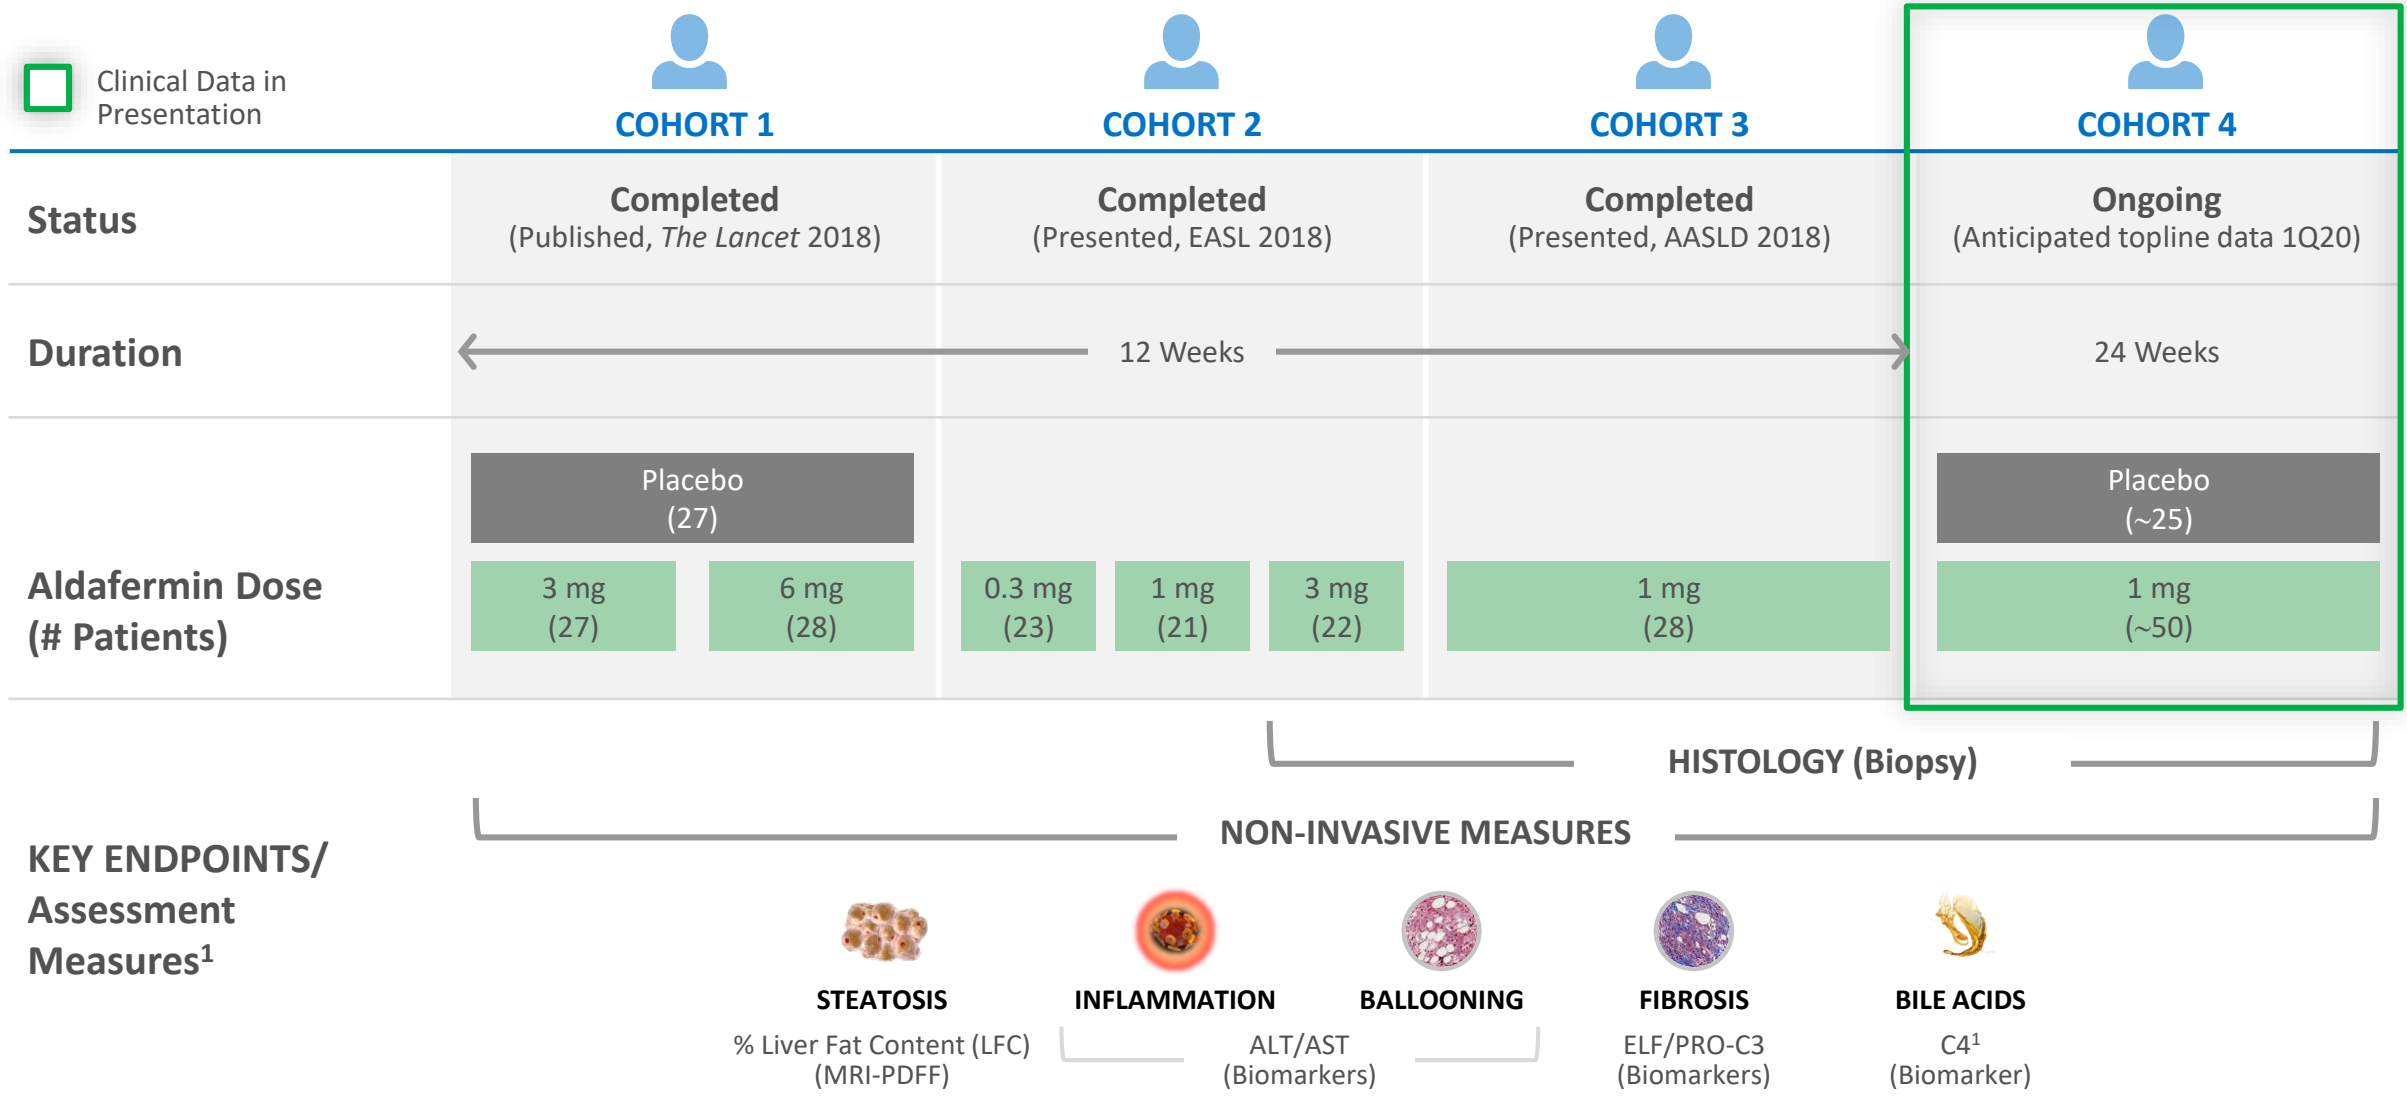 Clinical Data in
Presentation
COHORT 1
COHORT 2
COHORT 3
COHORT 4
Status
Completed
(Published, The Lancet 2018)
Completed
(Presented, EASL 2018)
Completed
(Presented, AASLD 2018)
Ongoing
(Anticipated topline data 1Q20)
Duration
12 Weeks
24 Weeks
Aldafermin Dose
(# Patients)
Placebo
(27)
3 mg
(27)
6 mg
(28)
0.3 mg
(23)
1 mg
(21)
3 mg
(22)
1 mg
(28)
Placebo
(~25)
1 mg
(~50)
HISTOLOGY (Biopsy)
NON-INVASIVE MEASURES
KEY ENDPOINTS/
Assessment
Measures¹
STEATOSIS
% Liver Fat Content (LFC)
(MRI-PDFF)
INFLAMMATION
BALLOONING
ALT/AST
(Biomarkers)
FIBROSIS
ELF/PRO-C3
(Biomarkers)
BILE ACIDS
C4¹
(Biomarker)